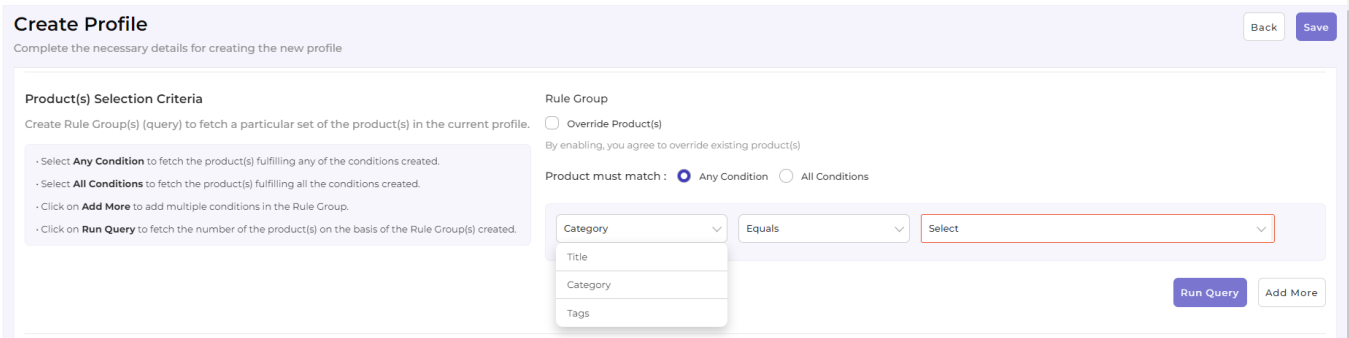 Create Profile
Back
Save
Complete the necessary details for creating the new profile
Product(s) Selection Criteria
Create Rule Group(s) (query) to fetch a particular set of the product(s) in the current profile.
· Select Any Condition to fetch the product(s) fulfilling any of the conditions created.
· Select All Conditions to fetch the product(s) fulfilling all the conditions created.
· Click on Add More to add multiple conditions in the Rule Group.
· Click on Run Query to fetch the number of the product(s) on the basis of the Rule Group(s) created.
Rule Group
Override Product(s)
By enabling, you agree to override existing product(s)
Product must match : Any Condition All Conditions
Category Equals Select
Title
Category
Tags
Run Query Add More